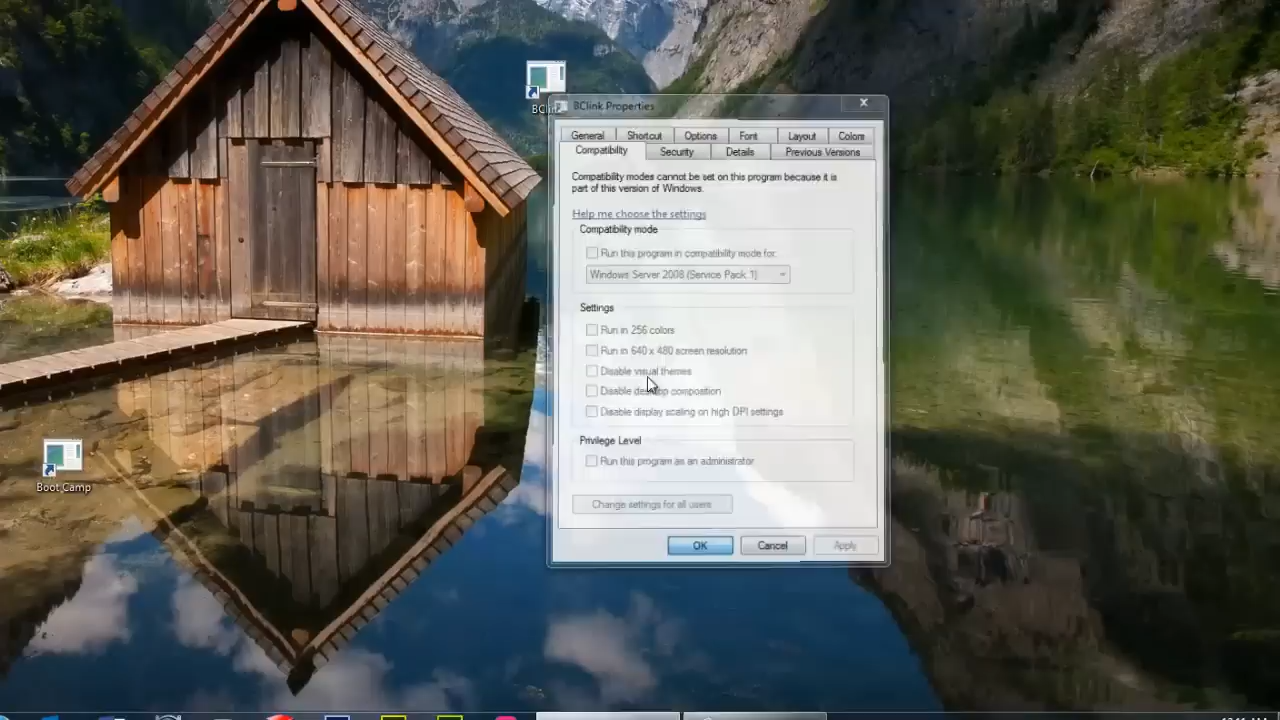 BClink Properties
General Shortcut Options Font Layout Colors
Compatibility Security Details Previous Versions
Compatibility modes cannot be set on this program because it is
part of this version of Windows.
Help me choose the settings
Compatibility mode
Run this program in compatibility mode for:
Windows Server 2008 (Service Pack 1)
Settings
Run in 256 colors
Run in 640 x 480 screen resolution
Disable visual themes
Disable desktop composition
Disable display scaling on high DPI settings
Privilege Level
Run this program as an administrator
Change settings for all users
OK Cancel Apply
Boot Camp